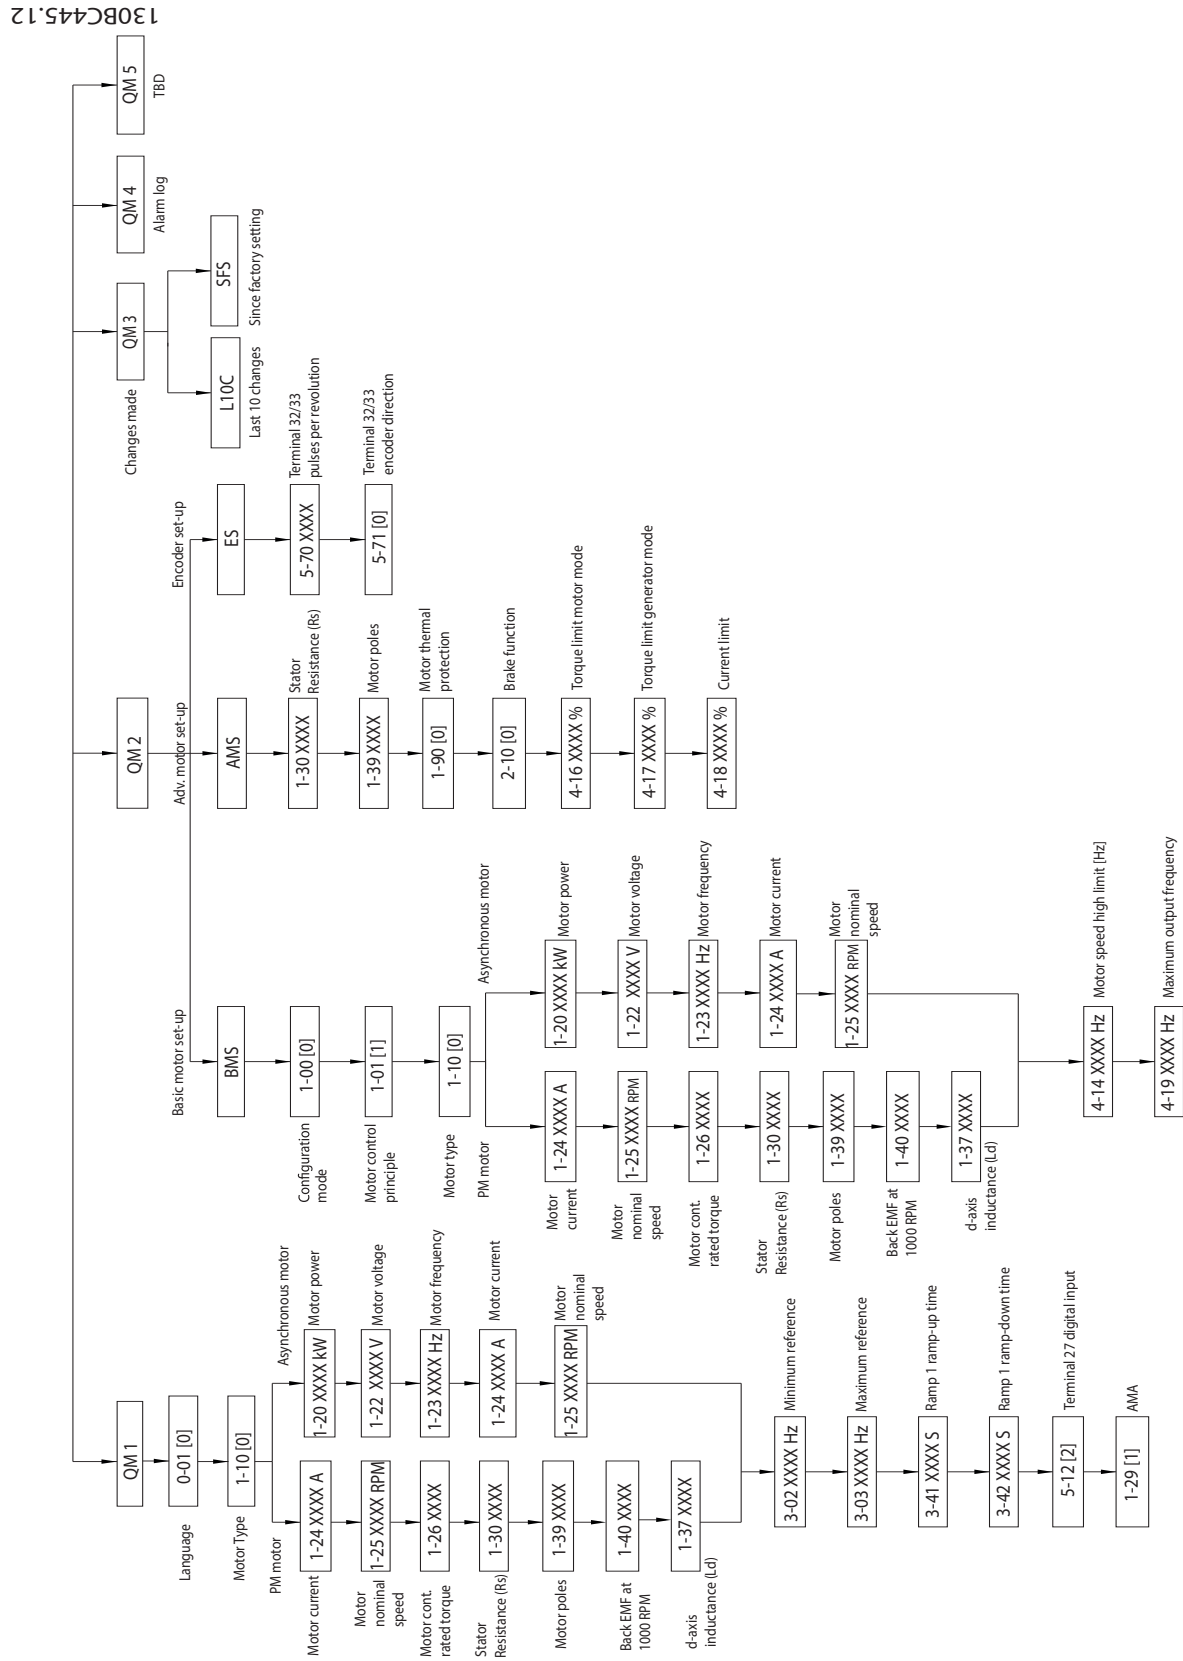 130BC445.12
QM 1
0-01 [0]
Language
1-10 [0]
Motor Type
PM motor
1-24 XXXX A
Motor current
1-25 XXXX RPM
Motor
nominal
speed
1-26 XXXX
Motor cont.
rated torque
1-30 XXXX
Stator
Resistance (Rs)
1-39 XXXX
Motor poles
1-40 XXXX
Back EMF at
1000 RPM
1-37 XXXX
d-axis
inductance (Ld)
Asynchronous motor
1-20 XXXX kW
Motor power
1-22 XXXX V
Motor voltage
1-23 XXXX Hz
Motor frequency
1-24 XXXX A
Motor current
1-25 XXXX RPM
Motor
nominal
speed
3-02 XXXX Hz
Minimum reference
3-03 XXXX Hz
Maximum reference
3-41 XXXX S
Ramp 1 ramp-up time
3-42 XXXX S
Ramp 1 ramp-down time
5-12 [2]
Terminal 27 digital input
1-29 [1]
AMA
QM 2
Basic motor set-up
BMS
1-00 [0]
Configuration
mode
1-01 [1]
Motor control
principle
1-10 [0]
Motor type
PM motor
1-24 XXXX A
Motor
current
1-25 XXXX RPM
Motor
nominal
speed
1-26 XXXX
Motor cont.
rated torque
1-30 XXXX
Stator
Resistance (Rs)
1-39 XXXX
Motor poles
1-40 XXXX
Back EMF at
1000 RPM
1-37 XXXX
d-axis
inductance (Ld)
Asynchronous motor
1-20 XXXX kW
Motor power
1-22 XXXX V
Motor voltage
1-23 XXXX Hz
Motor frequency
1-24 XXXX A
Motor current
1-25 XXXX RPM
Motor
nominal
speed
4-14 XXXX Hz
Motor speed high limit [Hz]
4-19 XXXX Hz
Maximum output frequency
Adv. motor set-up
AMS
1-30 XXXX
Stator
Resistance (Rs)
1-39 XXXX
Motor poles
1-90 [0]
Motor thermal
protection
2-10 [0]
Brake function
4-16 XXXX %
Torque limit motor mode
4-17 XXXX %
Torque limit generator mode
4-18 XXXX %
Current limit
Encoder set-up
ES
5-70 XXXX
Terminal 32/33
pulses per revolution
5-71 [0]
Terminal 32/33
encoder direction
QM 3
Changes made
L10C
Last 10 changes
SFS
Since factory setting
QM 4
Alarm log
QM 5
TBD